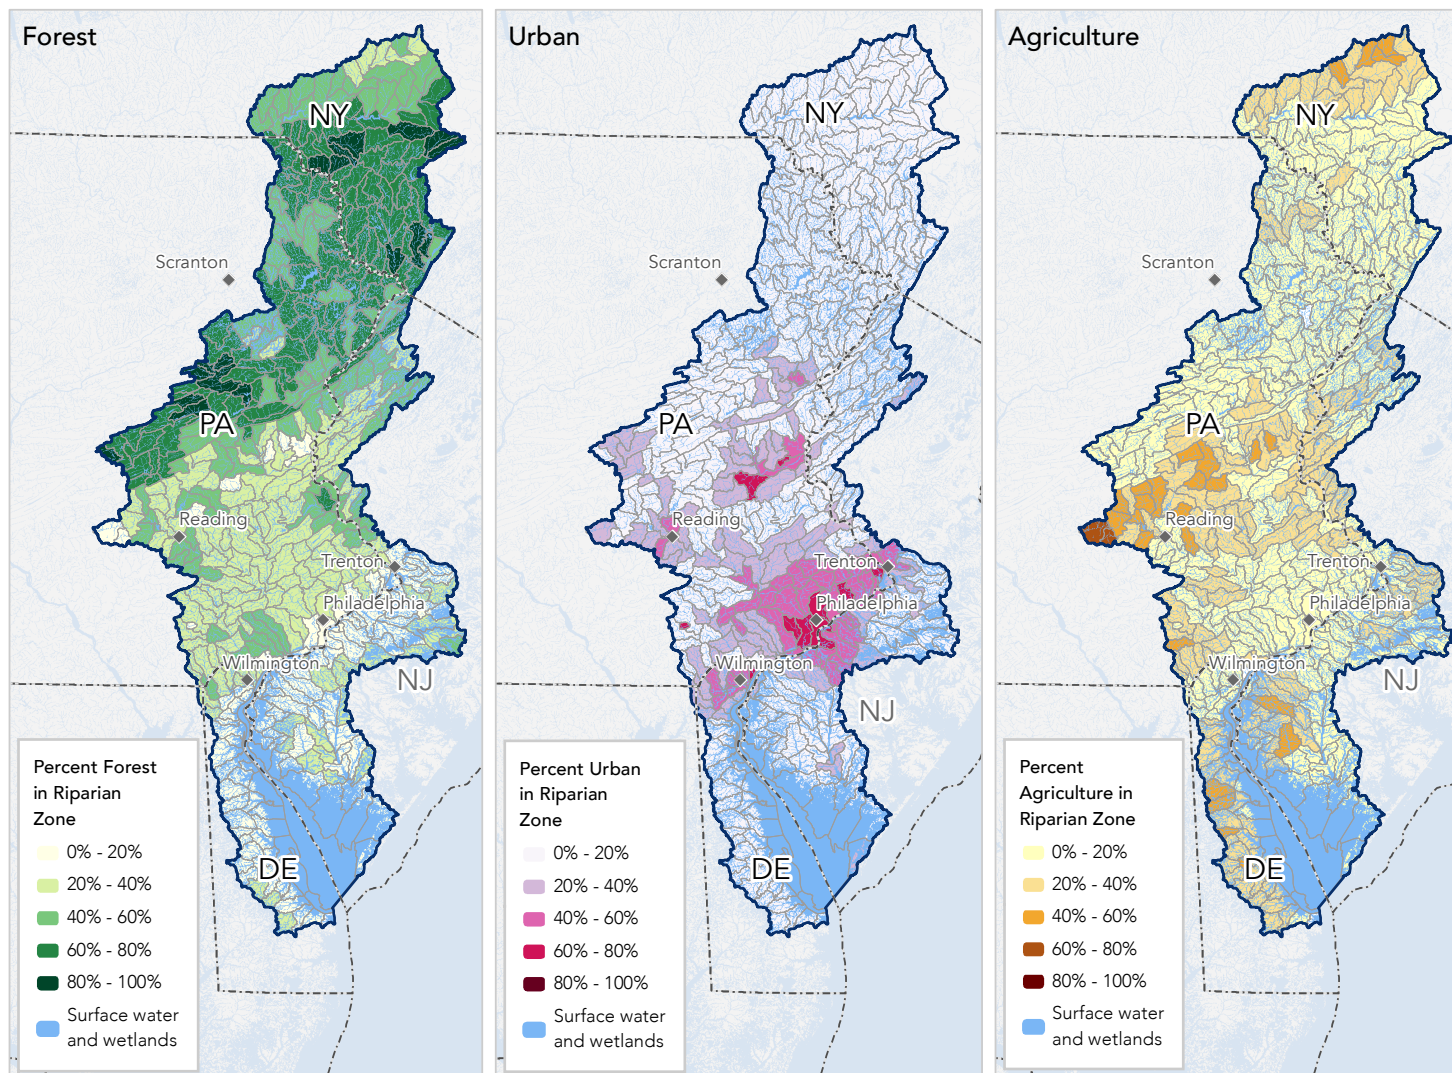 Forest
NY
Scranton
PA
Reading
Trenton
Philadelphia
Wilmington
NJ
DE
Percent Forest
in Riparian
Zone
0% - 20%
20% - 40%
40% - 60%
60% - 80%
80% - 100%
Surface water
and wetlands
Urban
NY
Scranton
PA
Reading
Trenton
Philadelphia
Wilmington
NJ
DE
Percent Urban
in Riparian
Zone
0% - 20%
20% - 40%
40% - 60%
60% - 80%
80% - 100%
Surface water
and wetlands
Agriculture
NY
Scranton
PA
Reading
Trenton
Philadelphia
Wilmington
NJ
DE
Percent
Agriculture in
Riparian Zone
0% - 20%
20% - 40%
40% - 60%
60% - 80%
80% - 100%
Surface water
and wetlands